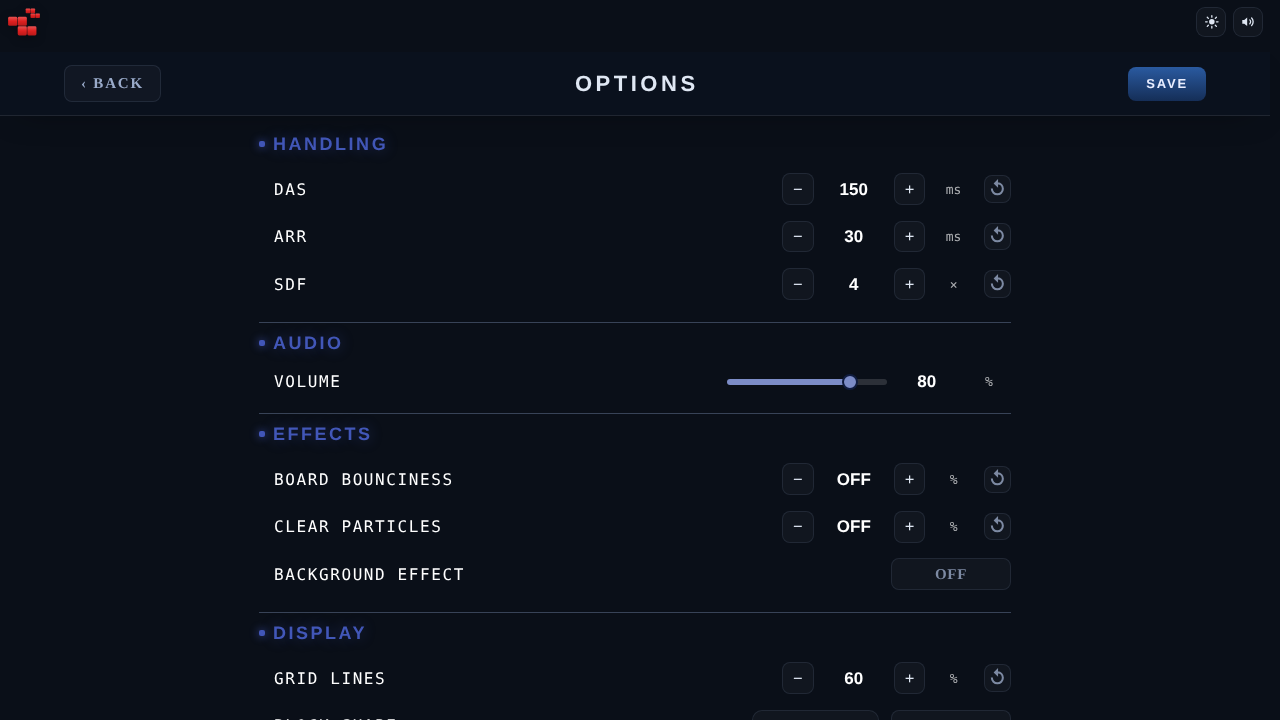 ‹ BACK
OPTIONS
SAVE
HANDLING
DAS − 150 + ms
ARR − 30 + ms
SDF − 4 + ×
AUDIO
VOLUME 80 %
EFFECTS
BOARD BOUNCINESS − OFF + %
CLEAR PARTICLES − OFF + %
BACKGROUND EFFECT OFF
DISPLAY
GRID LINES − 60 + %